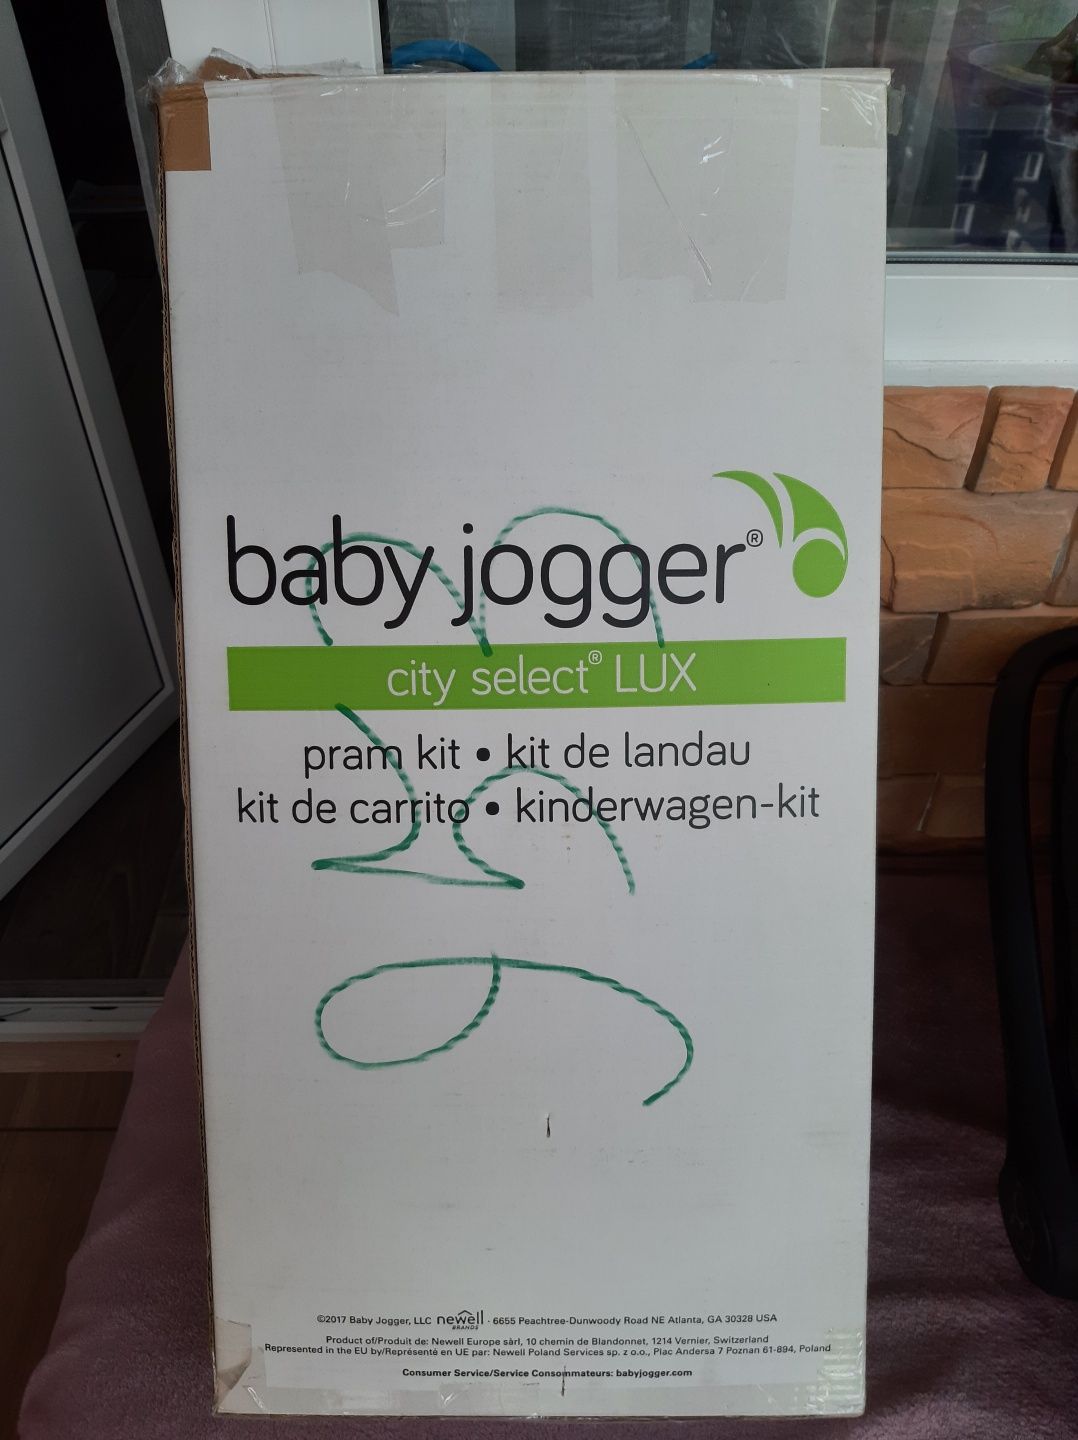 baby jogger®
city select® LUX
pram kit • kit de landau
kit de carrito • kinderwagen-kit
©2017 Baby Jogger, LLC newell BRANDS · 6655 Peachtree-Dunwoody Road NE Atlanta, GA 30328 USA
Product of/Produit de: Newell Europe sàrl, 10 chemin de Blandonnet, 1214 Vernier, Switzerland
Represented in the EU by/Représenté en UE par: Newell Poland Services sp. z o.o., Plac Andersa 7 Poznan 61-894, Poland
Consumer Service/Service Consommateurs: babyjogger.com